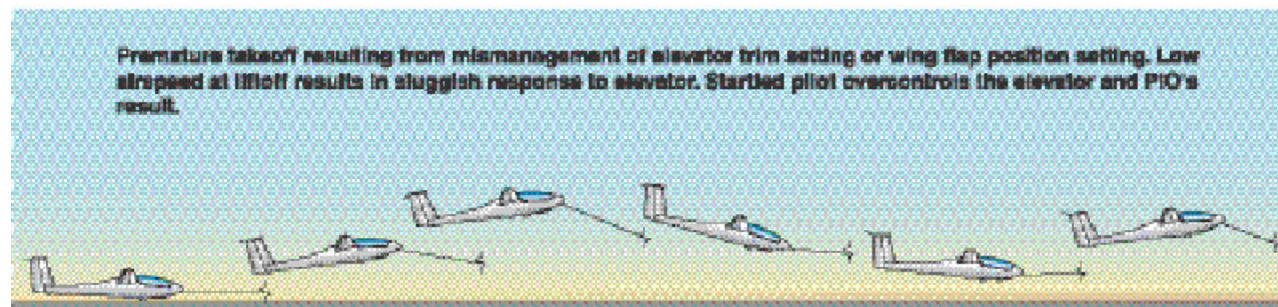 Premature takeoff resulting from mismanagement of elevator trim setting or wing flap position setting. Low
airspeed at liftoff results in sluggish response to elevator. Startled pilot overcontrols the elevator and PIO's
result.